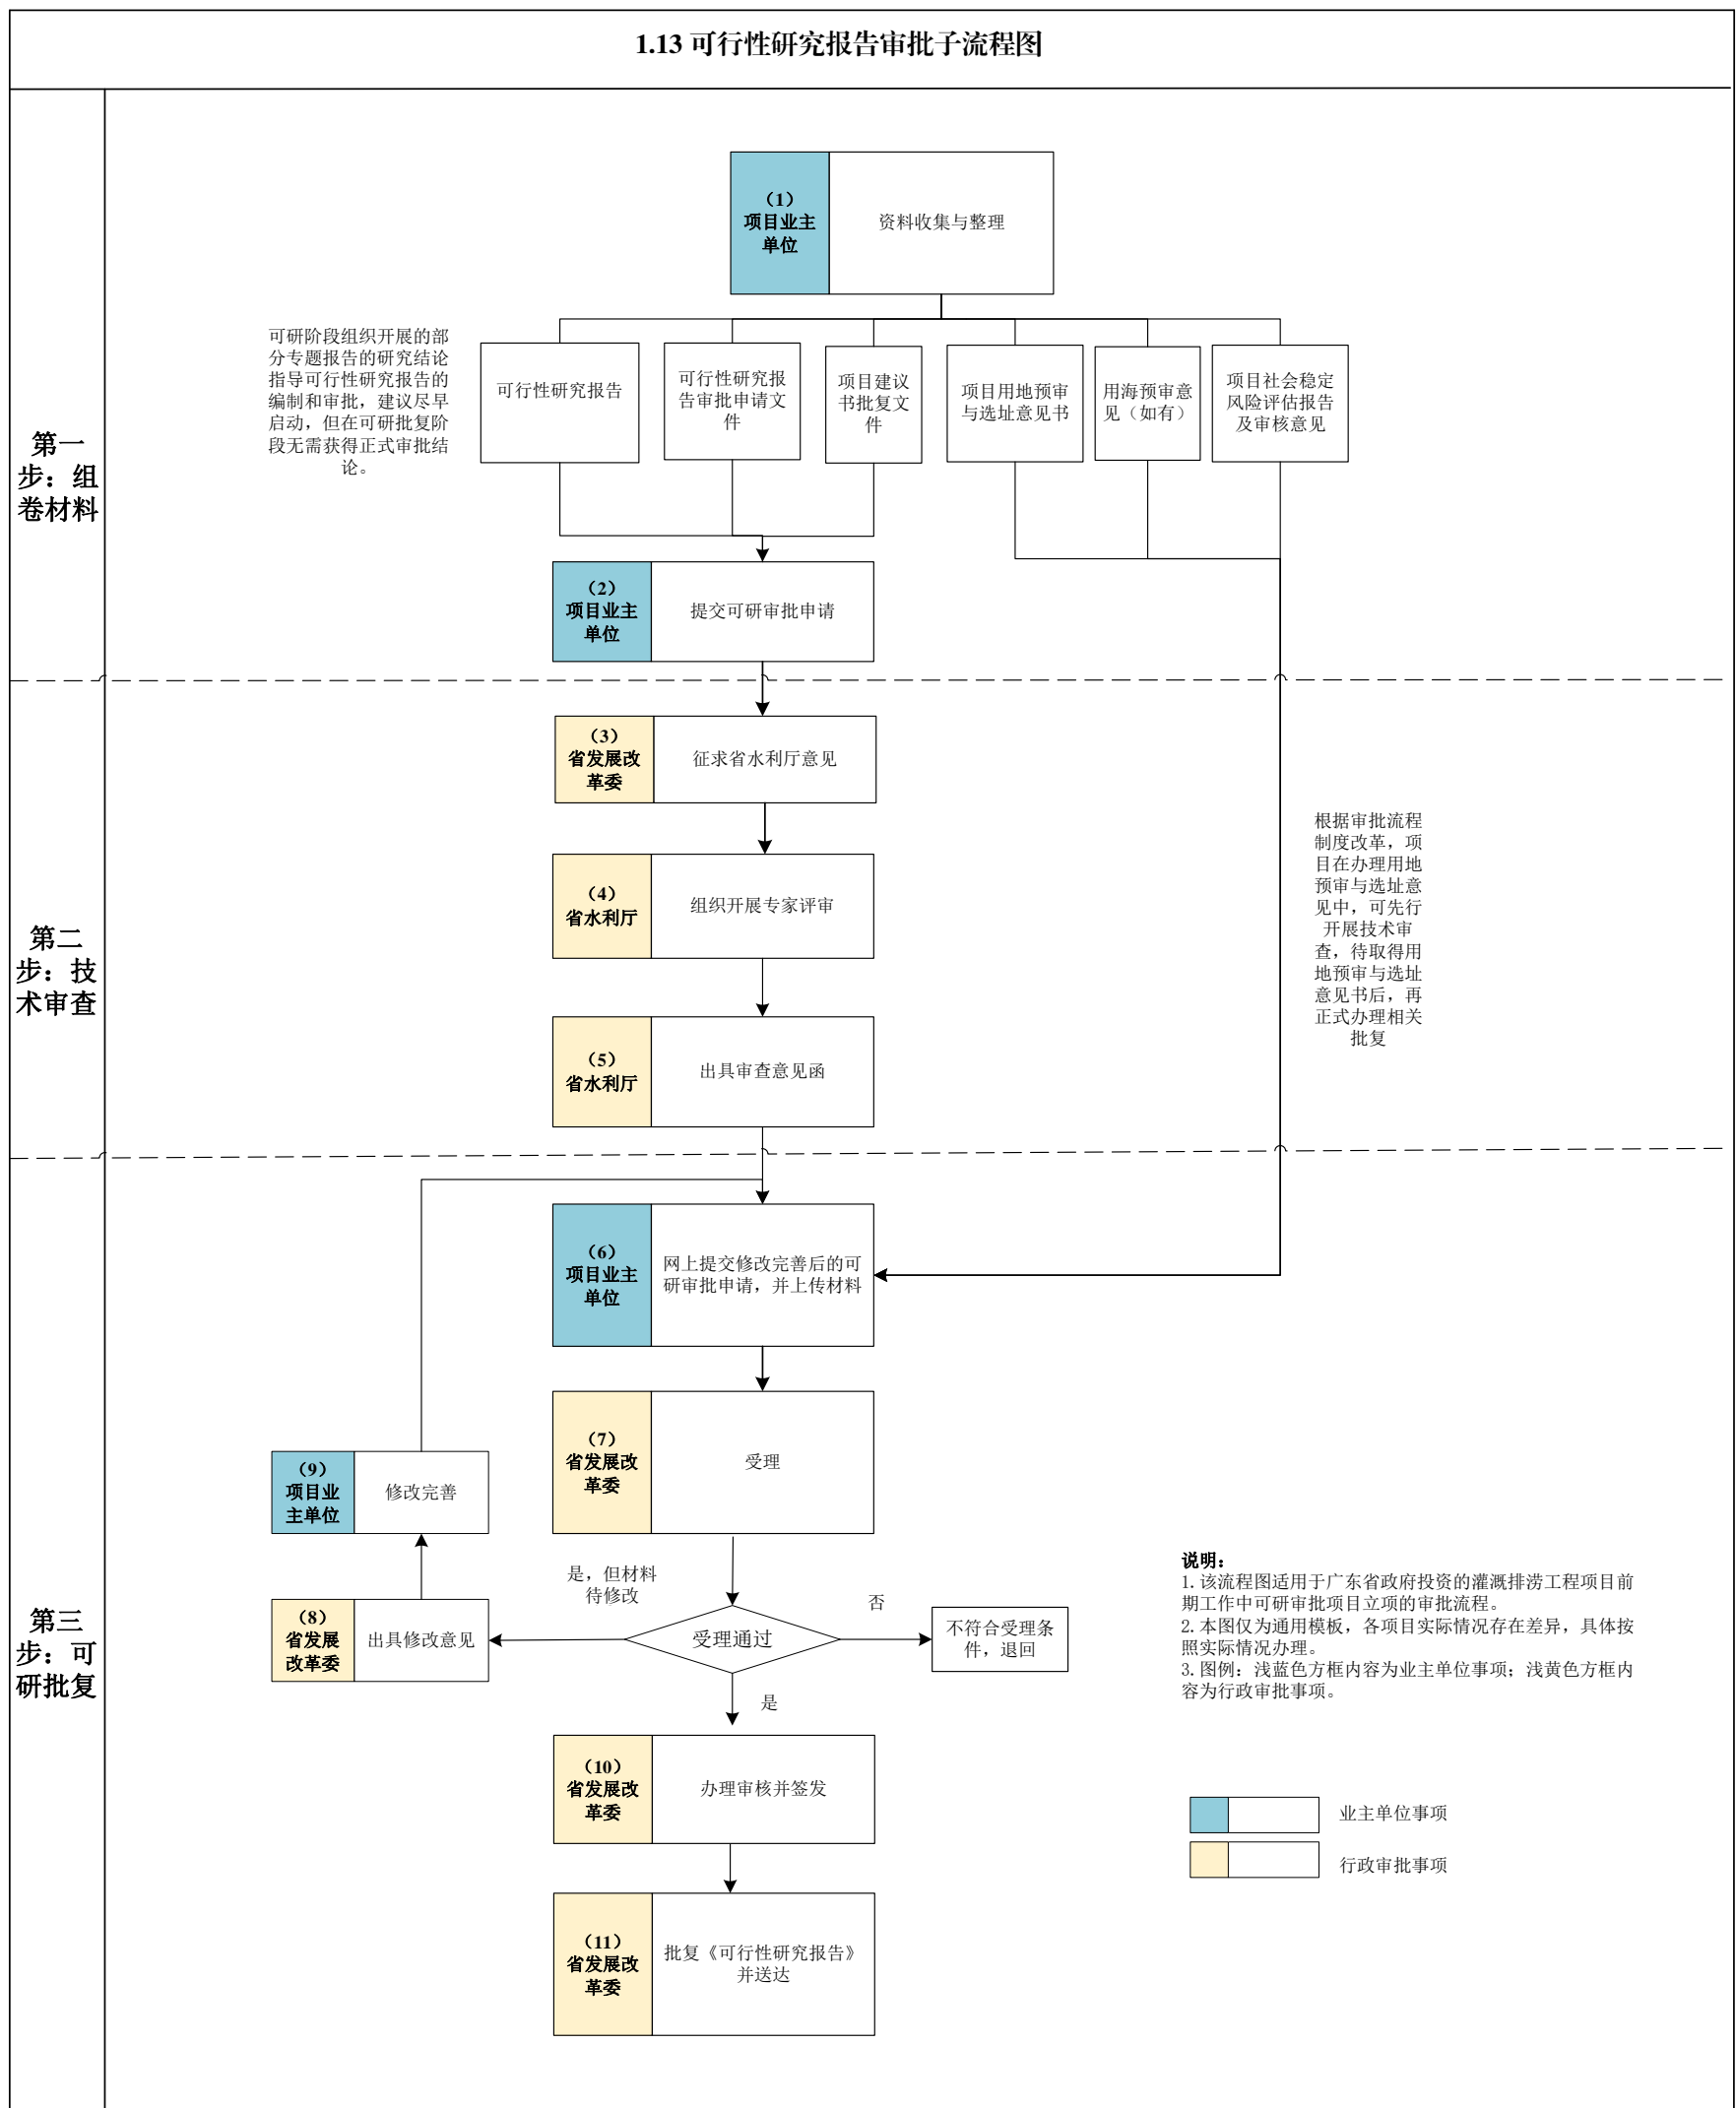 1.13 可行性研究报告审批子流程图
第一
步：组
卷材料
（1）
项目业主
单位
资料收集与整理
可研阶段组织开展的部
分专题报告的研究结论
指导可行性研究报告的
编制和审批，建议尽早
启动，但在可研批复阶
段无需获得正式审批结
论。
可行性研究报告
可行性研究报
告审批申请文
件
项目建议
书批复文
件
项目用地预审
与选址意见书
用海预审意
见（如有）
项目社会稳定
风险评估报告
及审核意见
（2）
项目业主
单位
提交可研审批申请
第二
步：技
术审查
（3）
省发展改
革委
征求省水利厅意见
（4）
省水利厅
组织开展专家评审
（5）
省水利厅
出具审查意见函
根据审批流程
制度改革，项
目在办理用地
预审与选址意
见中，可先行
开展技术审
查，待取得用
地预审与选址
意见书后，再
正式办理相关
批复
第三
步：可
研批复
（6）
项目业主
单位
网上提交修改完善后的可
研审批申请，并上传材料
（7）
省发展改
革委
受理
（9）
项目业
主单位
修改完善
是，但材料
待修改
（8）
省发展
改革委
出具修改意见
受理通过
否
不符合受理条
件，退回
是
（10）
省发展改
革委
办理审核并签发
（11）
省发展改
革委
批复《可行性研究报告》
并送达
说明：
1.该流程图适用于广东省政府投资的灌溉排涝工程项目前
期工作中可研审批项目立项的审批流程。
2.本图仅为通用模板，各项目实际情况存在差异，具体按
照实际情况办理。
3.图例：浅蓝色方框内容为业主单位事项；浅黄色方框内
容为行政审批事项。
业主单位事项
行政审批事项